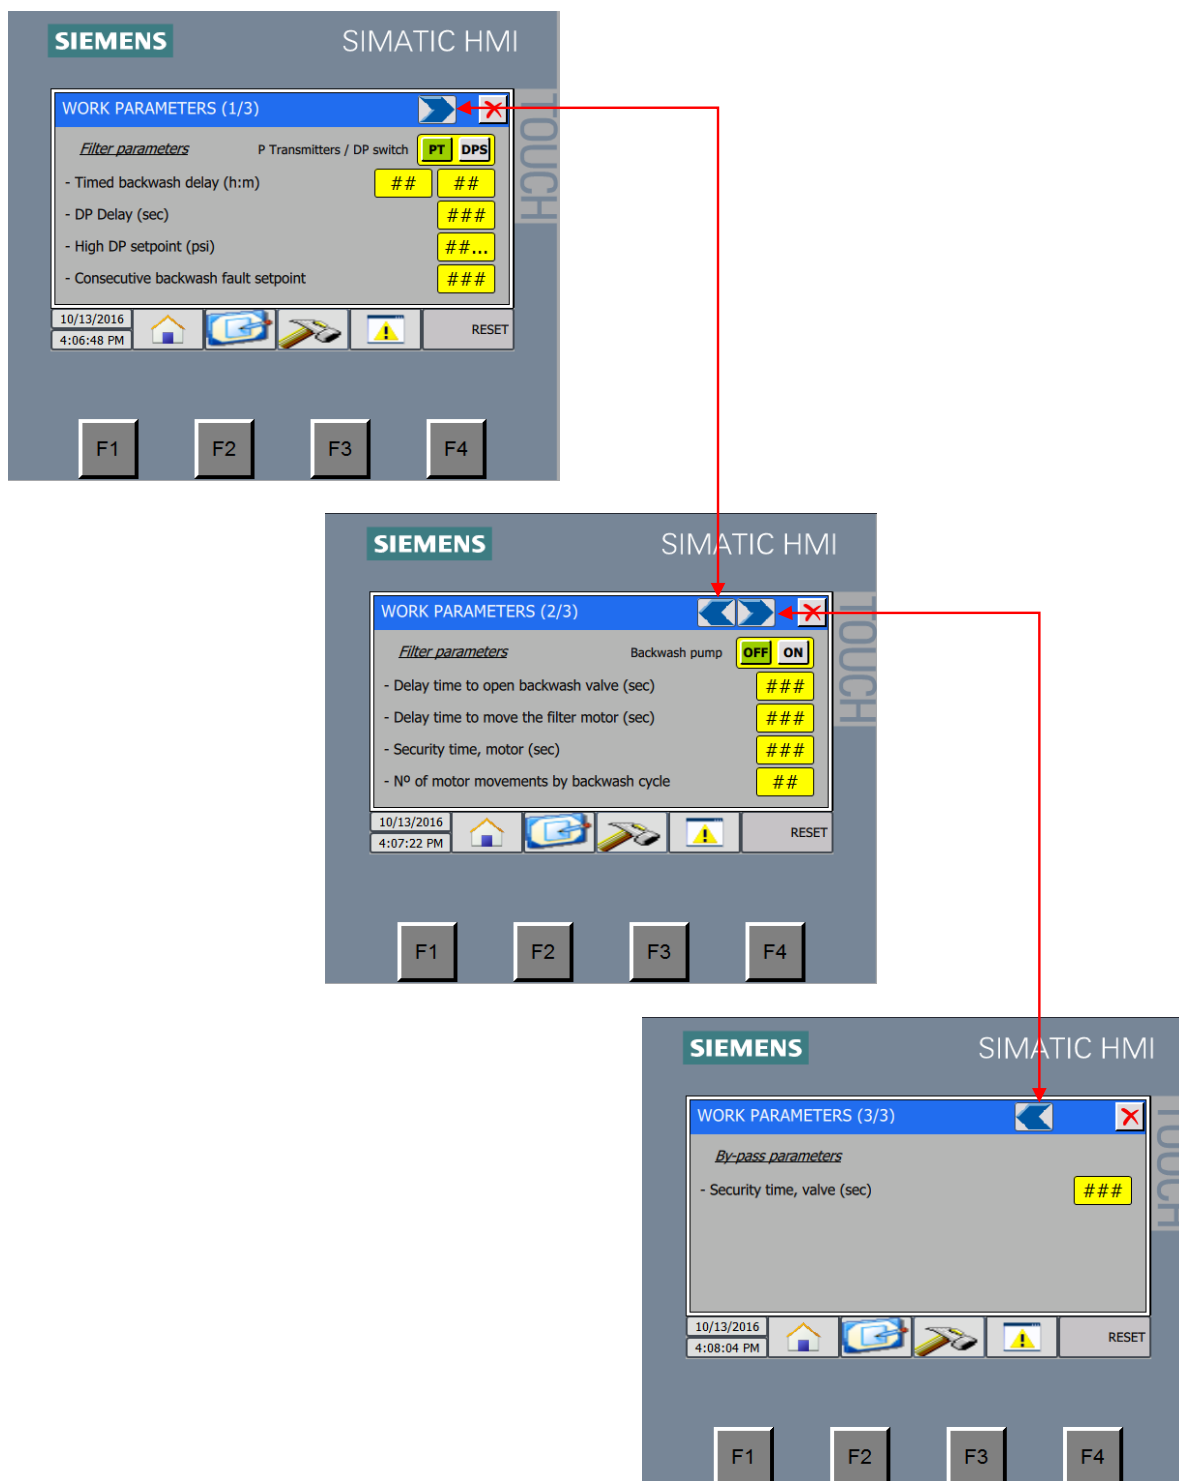 SIEMENS SIMATIC HMI
TOUCH
WORK PARAMETERS (1/3)
Filter parameters P Transmitters / DP switch PT DPS
- Timed backwash delay (h:m) ## ##
- DP Delay (sec) ###
- High DP setpoint (psi) ##...
- Consecutive backwash fault setpoint ###
10/13/2016
4:06:48 PM
RESET
F1 F2 F3 F4
SIEMENS SIMATIC HMI
TOUCH
WORK PARAMETERS (2/3)
Filter parameters Backwash pump OFF ON
- Delay time to open backwash valve (sec) ###
- Delay time to move the filter motor (sec) ###
- Security time, motor (sec) ###
- Nº of motor movements by backwash cycle ##
10/13/2016
4:07:22 PM
RESET
F1 F2 F3 F4
SIEMENS SIMATIC HMI
TOUCH
WORK PARAMETERS (3/3)
By-pass parameters
- Security time, valve (sec) ###
10/13/2016
4:08:04 PM
RESET
F1 F2 F3 F4